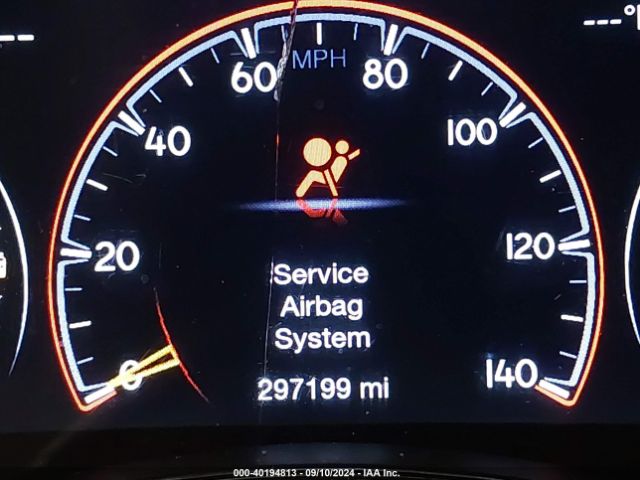 ---°F
MPH
60
80
40
100
20
120
0
140
Service
Airbag
System
297199 mi
000-40194813 - 09/10/2024 - IAA Inc.